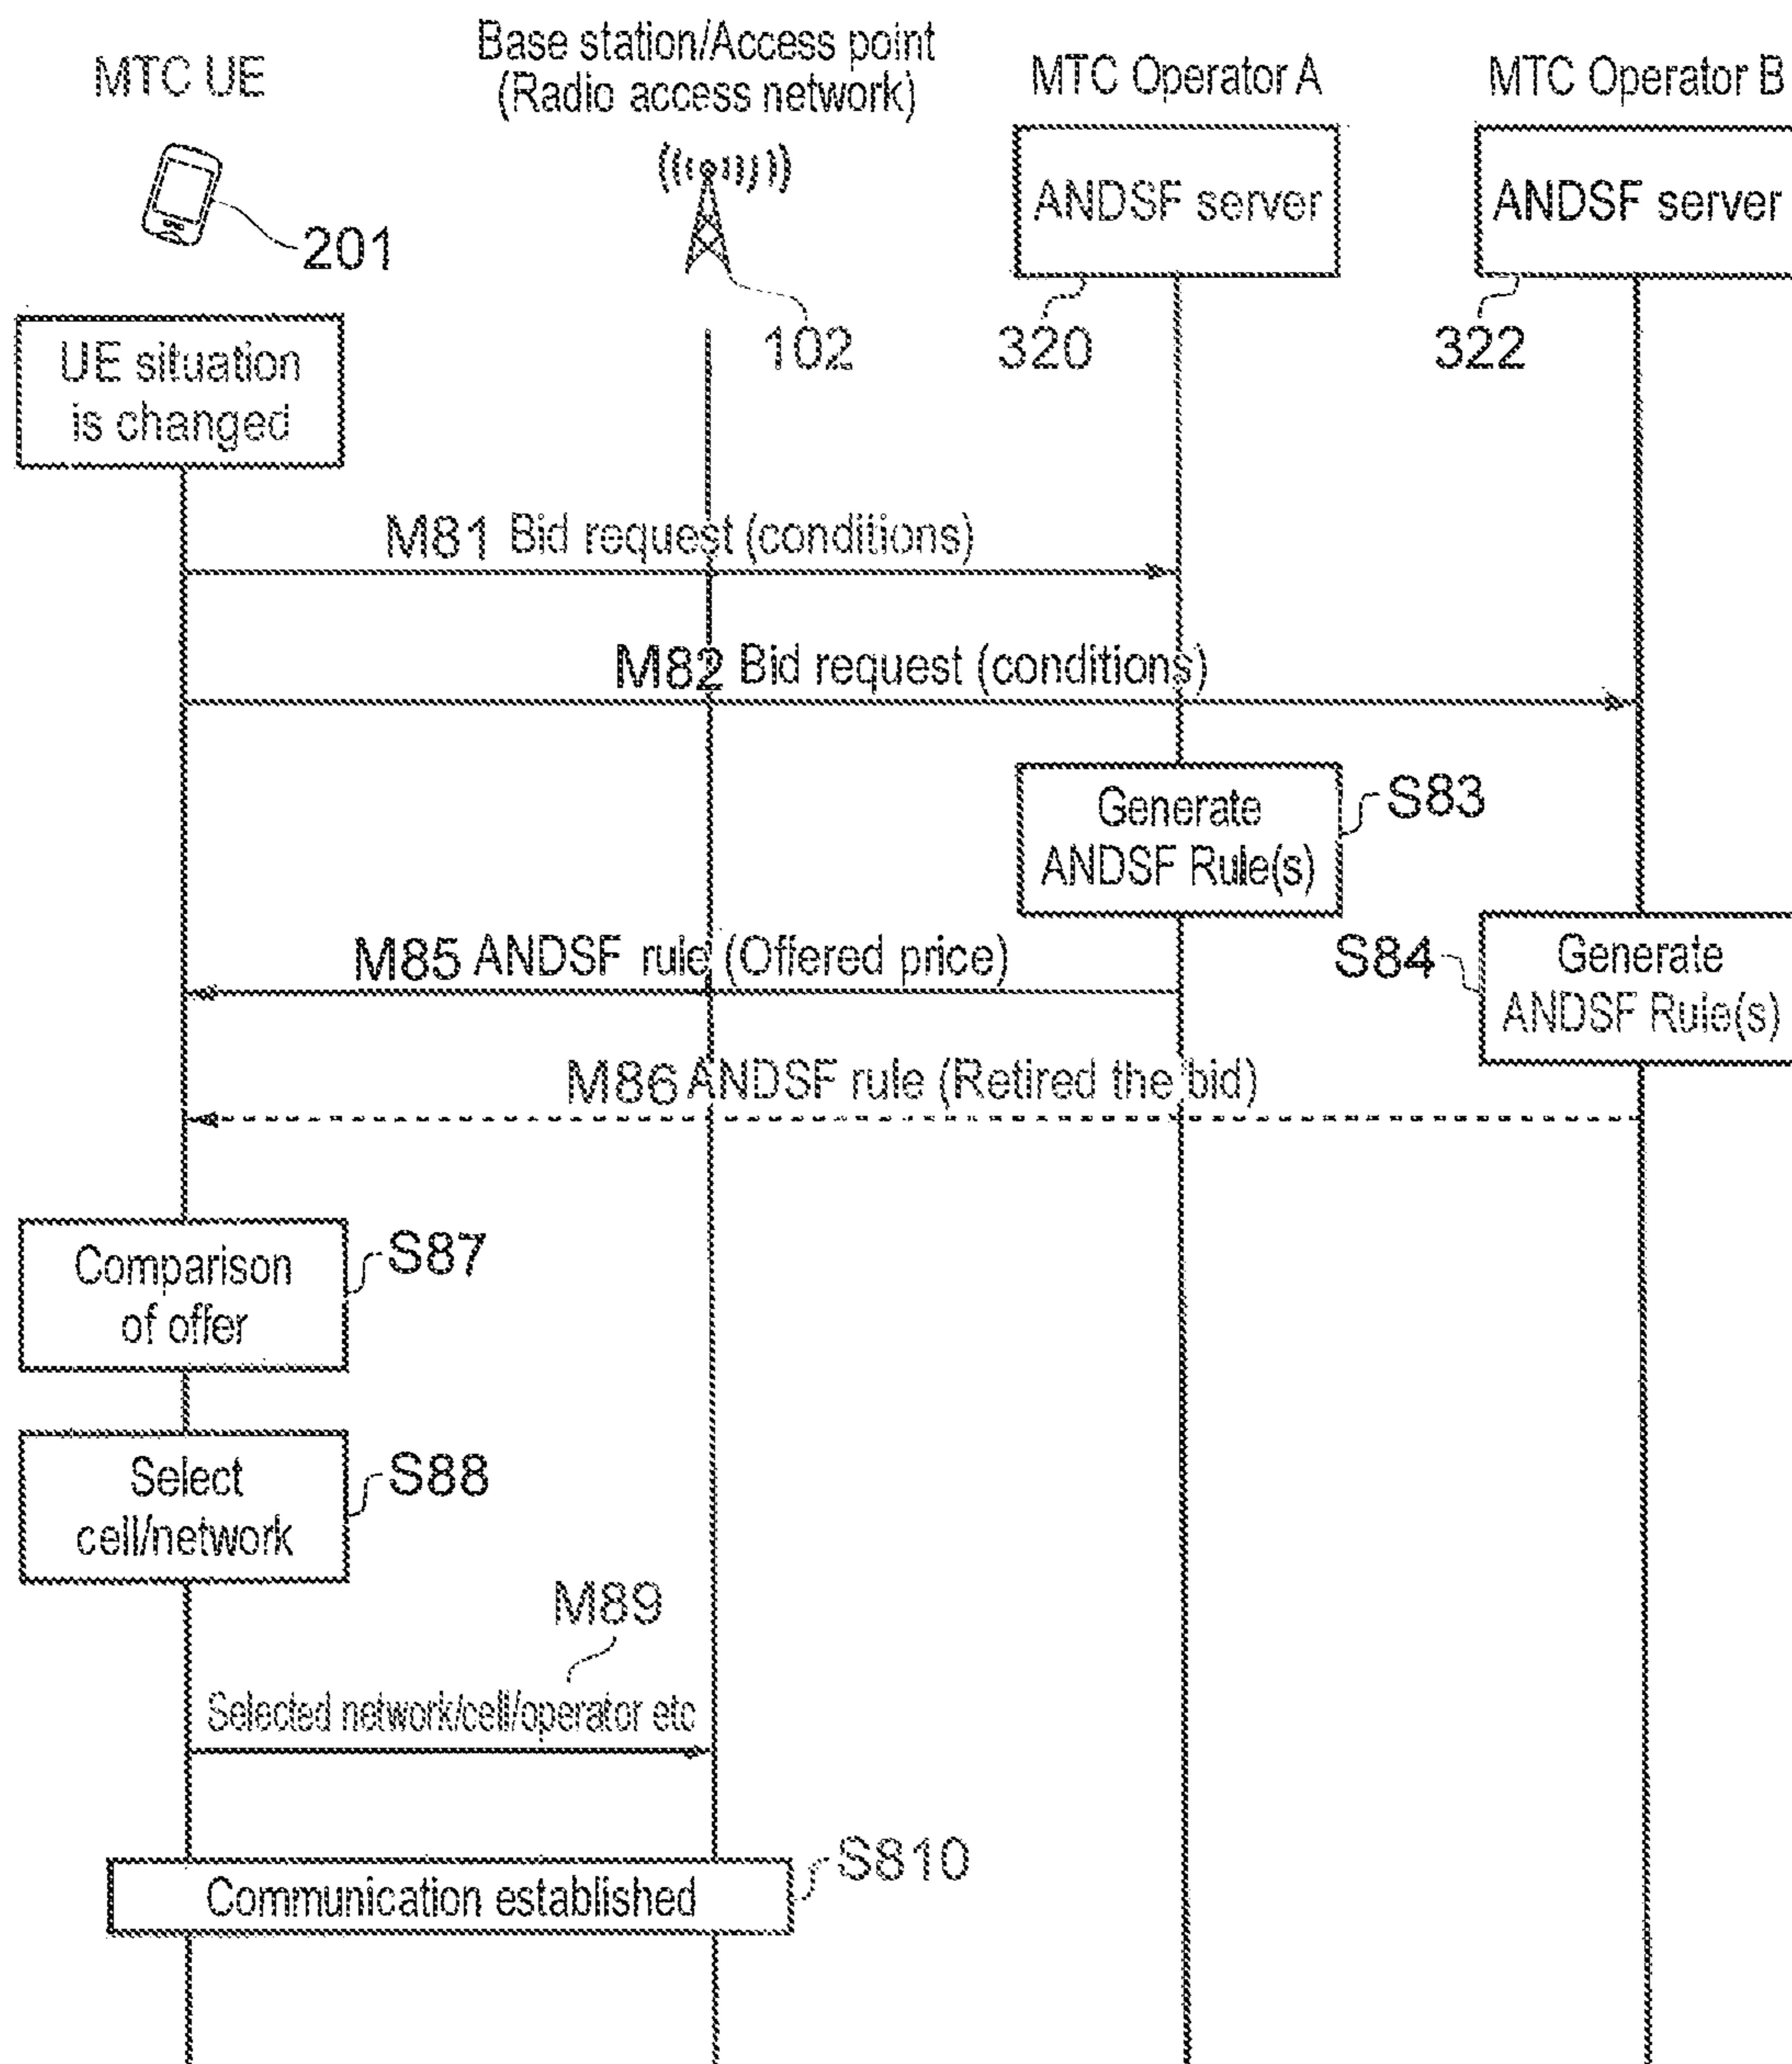 MTC UE
Base station/Access point
(Radio access network)
MTC Operator A
MTC Operator B
ANDSF server
ANDSF server
201
102
320
322
UE situation
is changed
M81 Bid request (conditions)
M82 Bid request (conditions)
Generate
ANDSF Rule(s)
S83
M85 ANDSF rule (Offered price)
S84
Generate
ANDSF Rule(s)
M86 ANDSF rule (Retired the bid)
Comparison
of offer
S87
Select
cell/network
S88
M89
Selected network/cell/operator etc
Communication established
S810